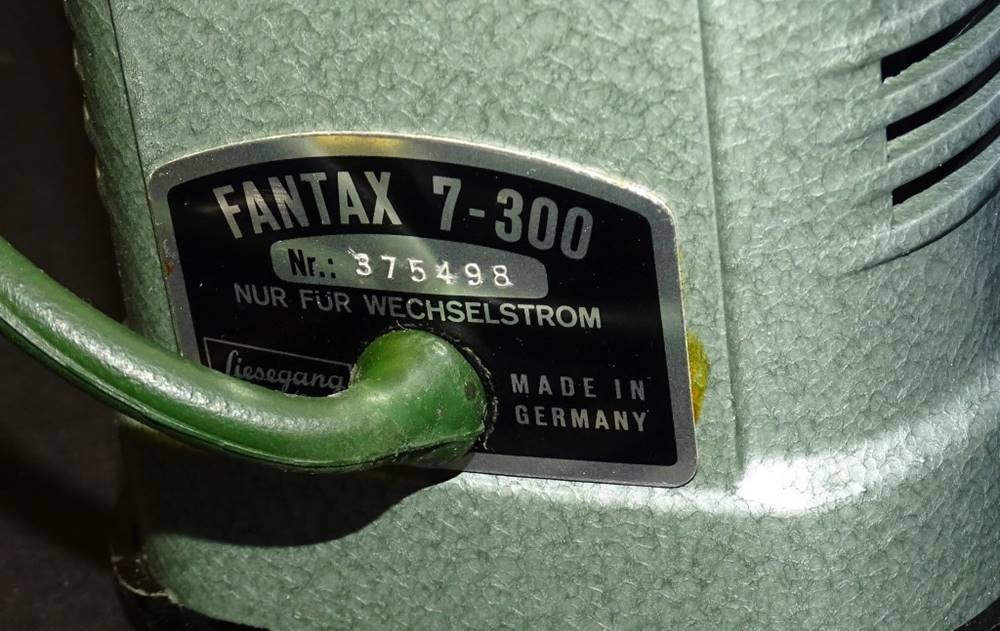 FANTAX 7-300
Nr.: 375498
NUR FÜR WECHSELSTROM
Liesegang
MADE IN
GERMANY